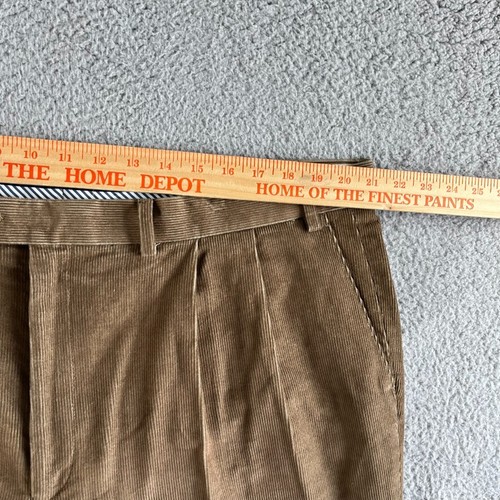 9 10 11 12 13 14 15 16 17 18 19 20 21 22 23 24 25
THE HOME DEPOT HOME OF THE FINEST PAINTS